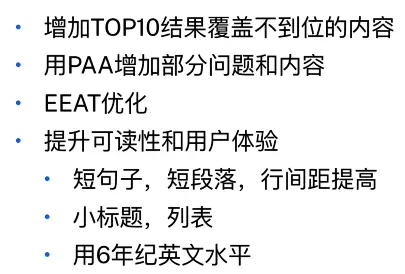 • 增加TOP10结果覆盖不到位的内容
• 用PAA增加部分问题和内容
• EEAT优化
• 提升可读性和用户体验
• 短句子，短段落，行间距提高
• 小标题，列表
• 用6年纪英文水平